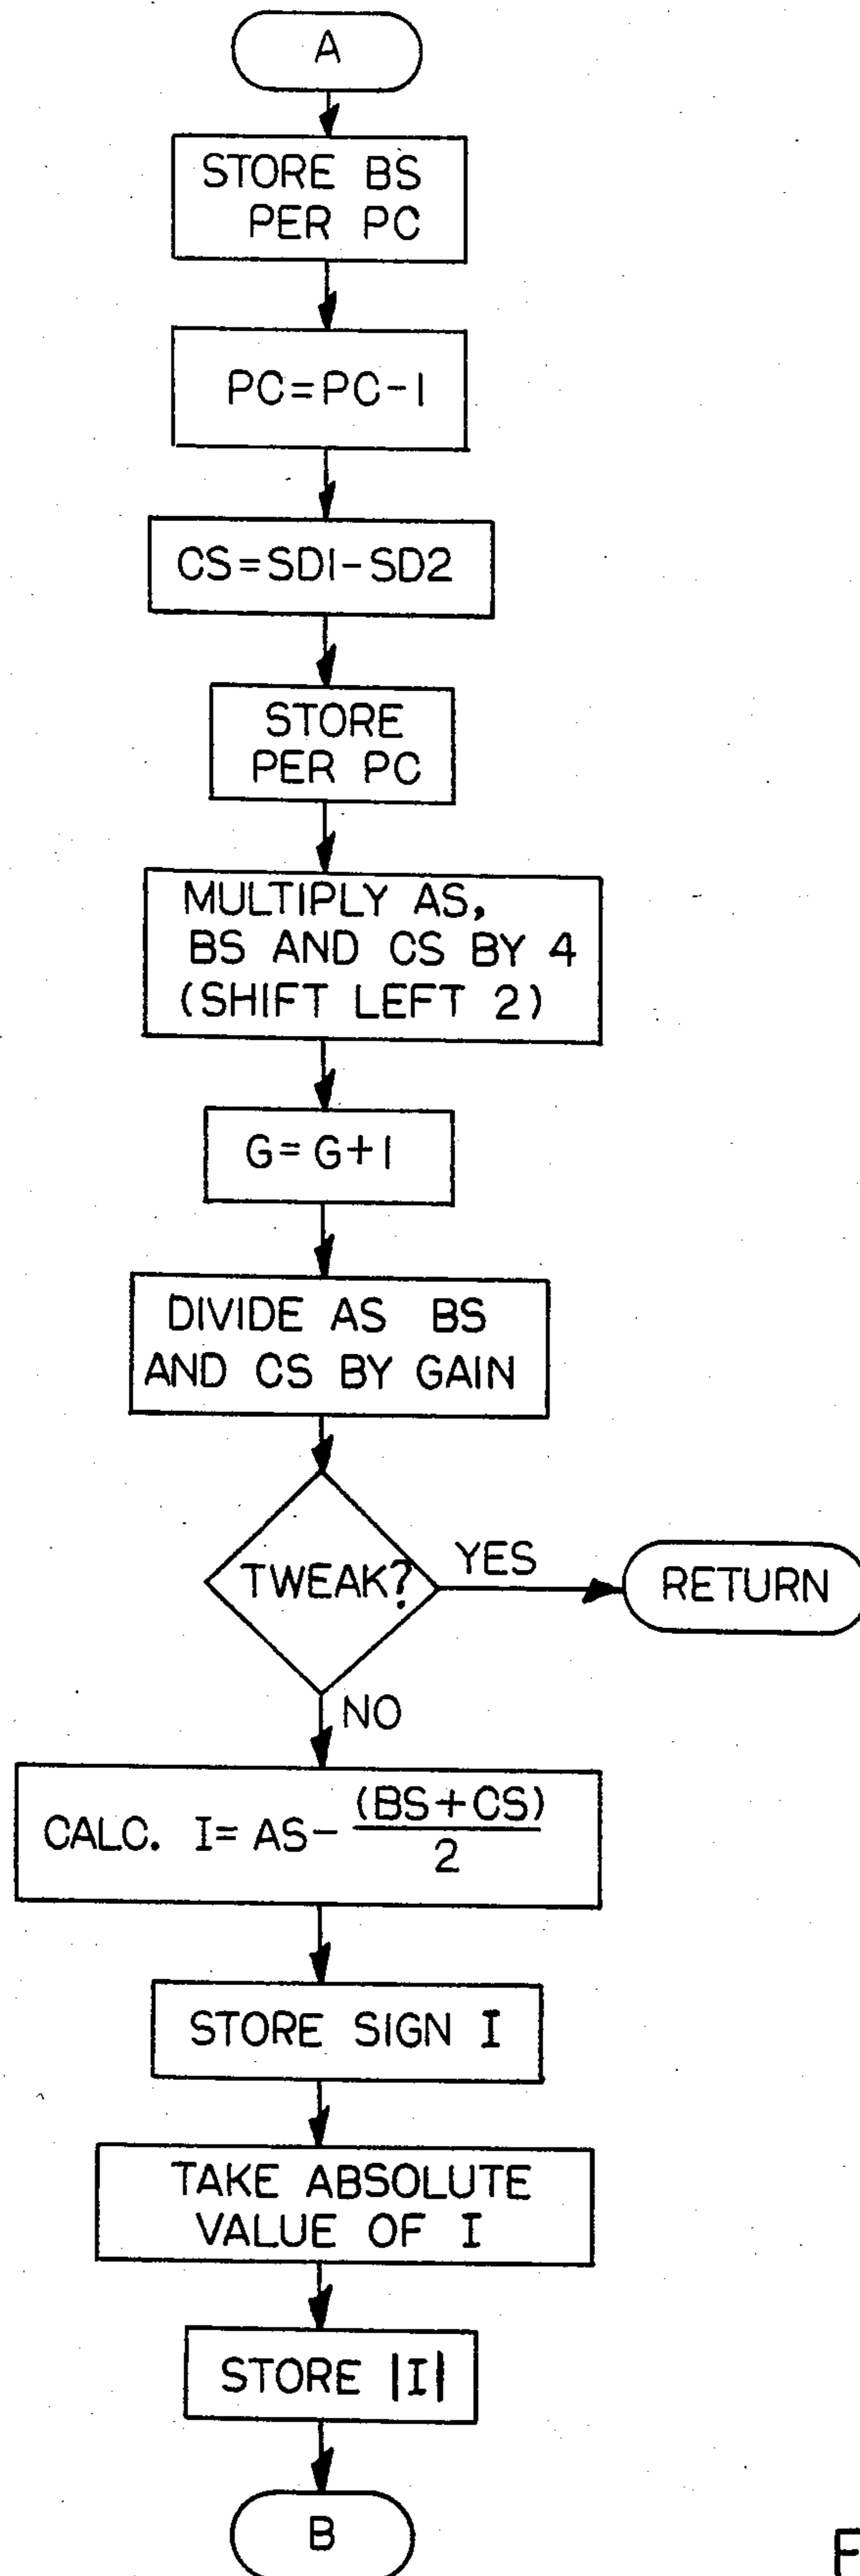 A
STORE BS
PER PC
PC=PC-1
CS=SD1-SD2
STORE
PER PC
MULTIPLY AS,
BS AND CS BY 4
(SHIFT LEFT 2)
G=G+1
DIVIDE AS BS
AND CS BY GAIN
TWEAK?
YES
RETURN
NO
CALC. I= AS- (BS+CS)
2
STORE SIGN I
TAKE ABSOLUTE
VALUE OF I
STORE |I|
B